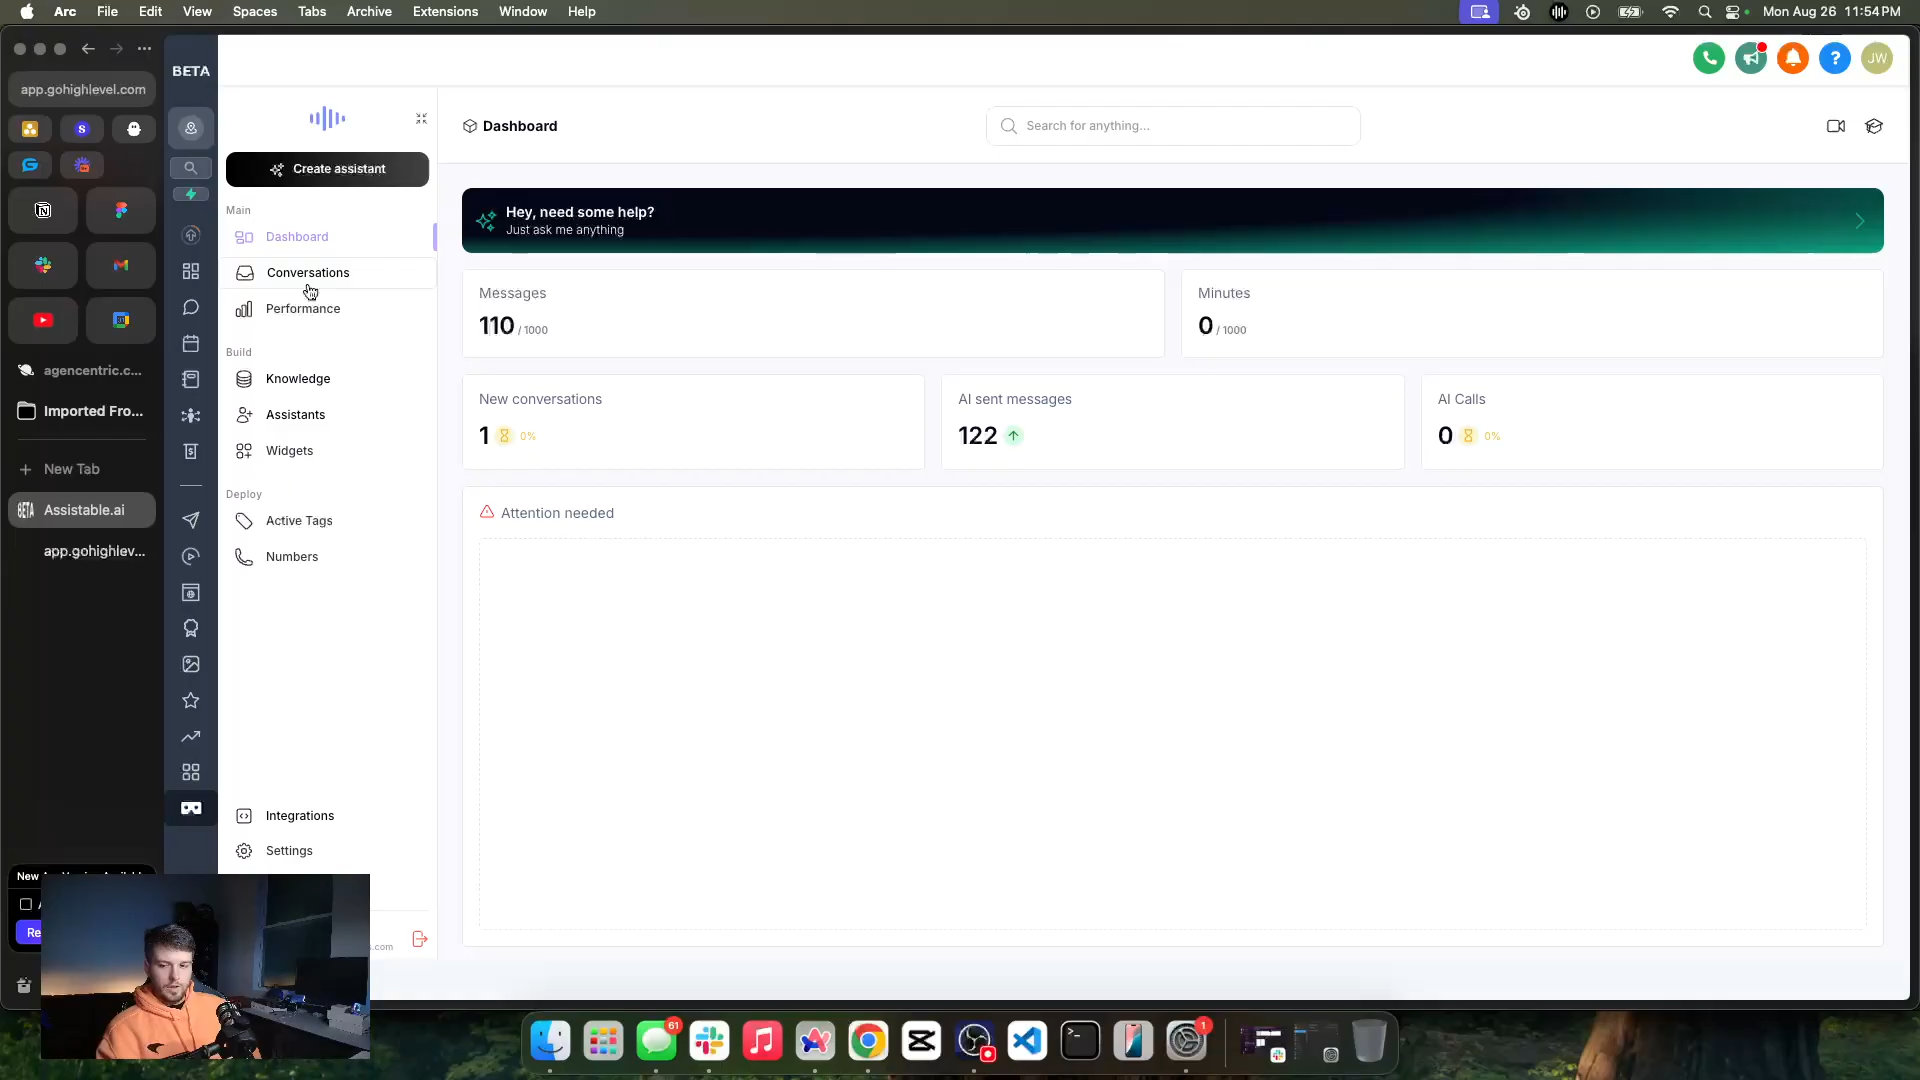 Arc File Edit View Spaces Tabs Archive Extensions Window Help
Mon Aug 26 11:54 PM
app.gohighlevel.com
S
agencentric.c...
Imported Fro...
New Tab
BETA Assistable.ai
app.gohighlev...
BETA
Create assistant
Main
Dashboard
Conversations
Performance
Build
Knowledge
Assistants
Widgets
Deploy
Active Tags
Numbers
Integrations
Settings
New
Re
s.com
JW
Dashboard
Search for anything...
Hey, need some help?
Just ask me anything
Messages
110 / 1000
Minutes
0 / 1000
New conversations
1 0%
AI sent messages
122
AI Calls
0 0%
Attention needed
61
1